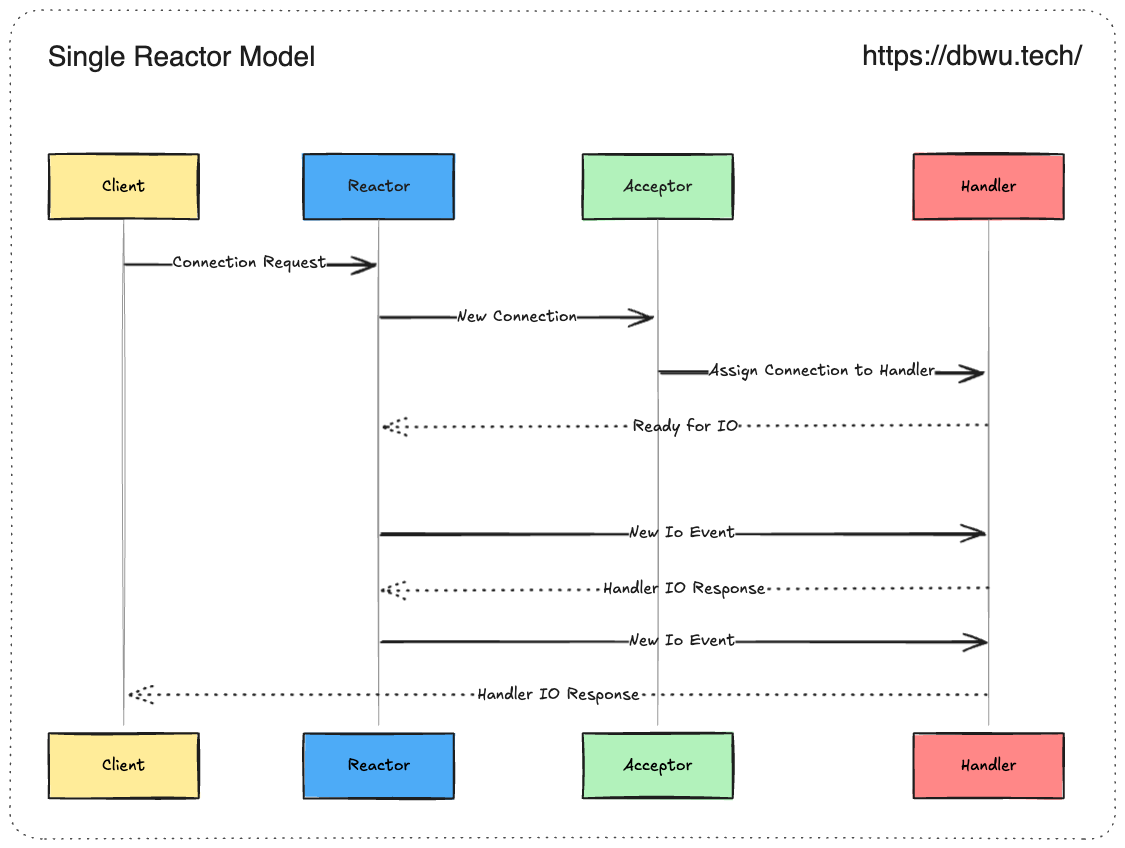 Single Reactor Model
https://dbwu.tech/
Client
Reactor
Acceptor
Handler
Connection Request
New Connection
Assign Connection to Handler
Ready for IO
New Io Event
Handler IO Response
New Io Event
Handler IO Response
Client
Reactor
Acceptor
Handler